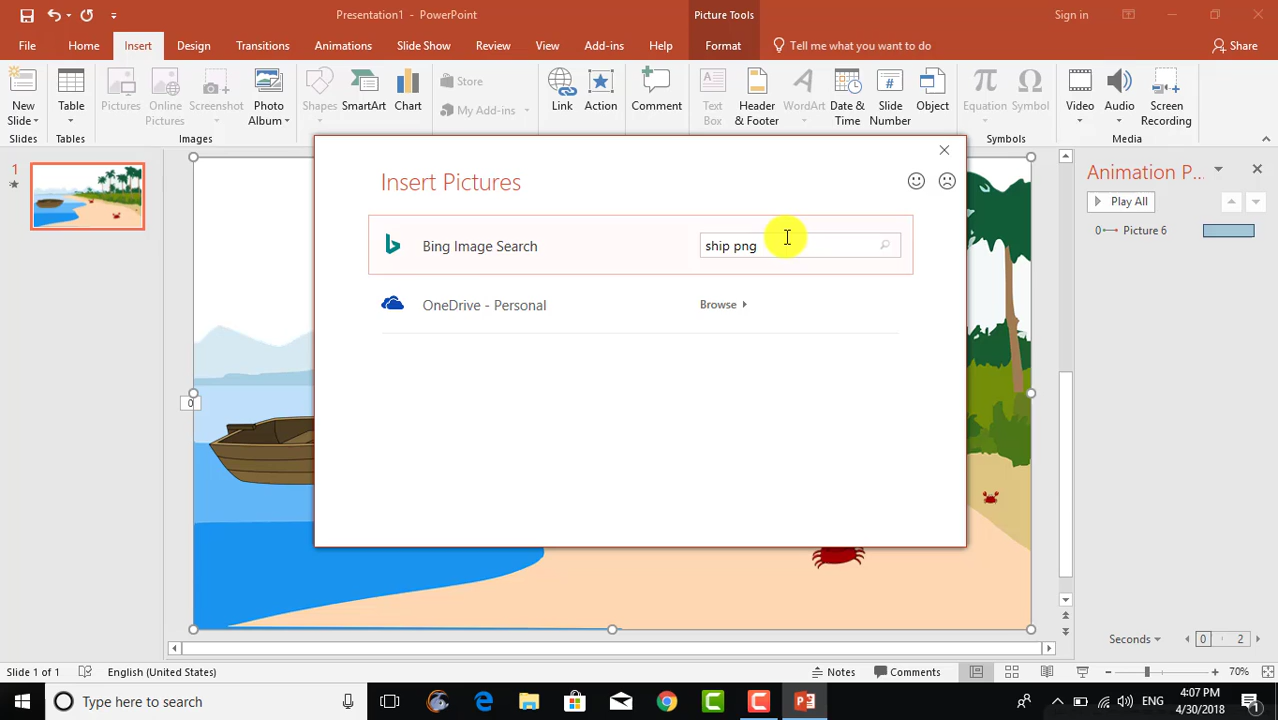 Presentation1 - PowerPoint
Picture Tools
Sign in
File
Home
Insert
Design
Transitions
Animations
Slide Show
Review
View
Add-ins
Help
Format
Tell me what you want to do
Share
New Slide
Table
Pictures
Online Pictures
Screenshot
Photo Album
Shapes
SmartArt
Chart
Store
My Add-ins
Link
Action
Comment
Text Box
Header & Footer
WordArt
Date & Time
Slide Number
Object
Equation
Symbol
Video
Audio
Screen Recording
Slides
Tables
Images
Symbols
Media
1
Insert Pictures
Bing Image Search
ship png
OneDrive - Personal
Browse
0
Animation P...
Play All
0
Picture 6
Seconds
0
2
Slide 1 of 1
English (United States)
Notes
Comments
70%
Type here to search
ENG
4:07 PM
4/30/2018
1